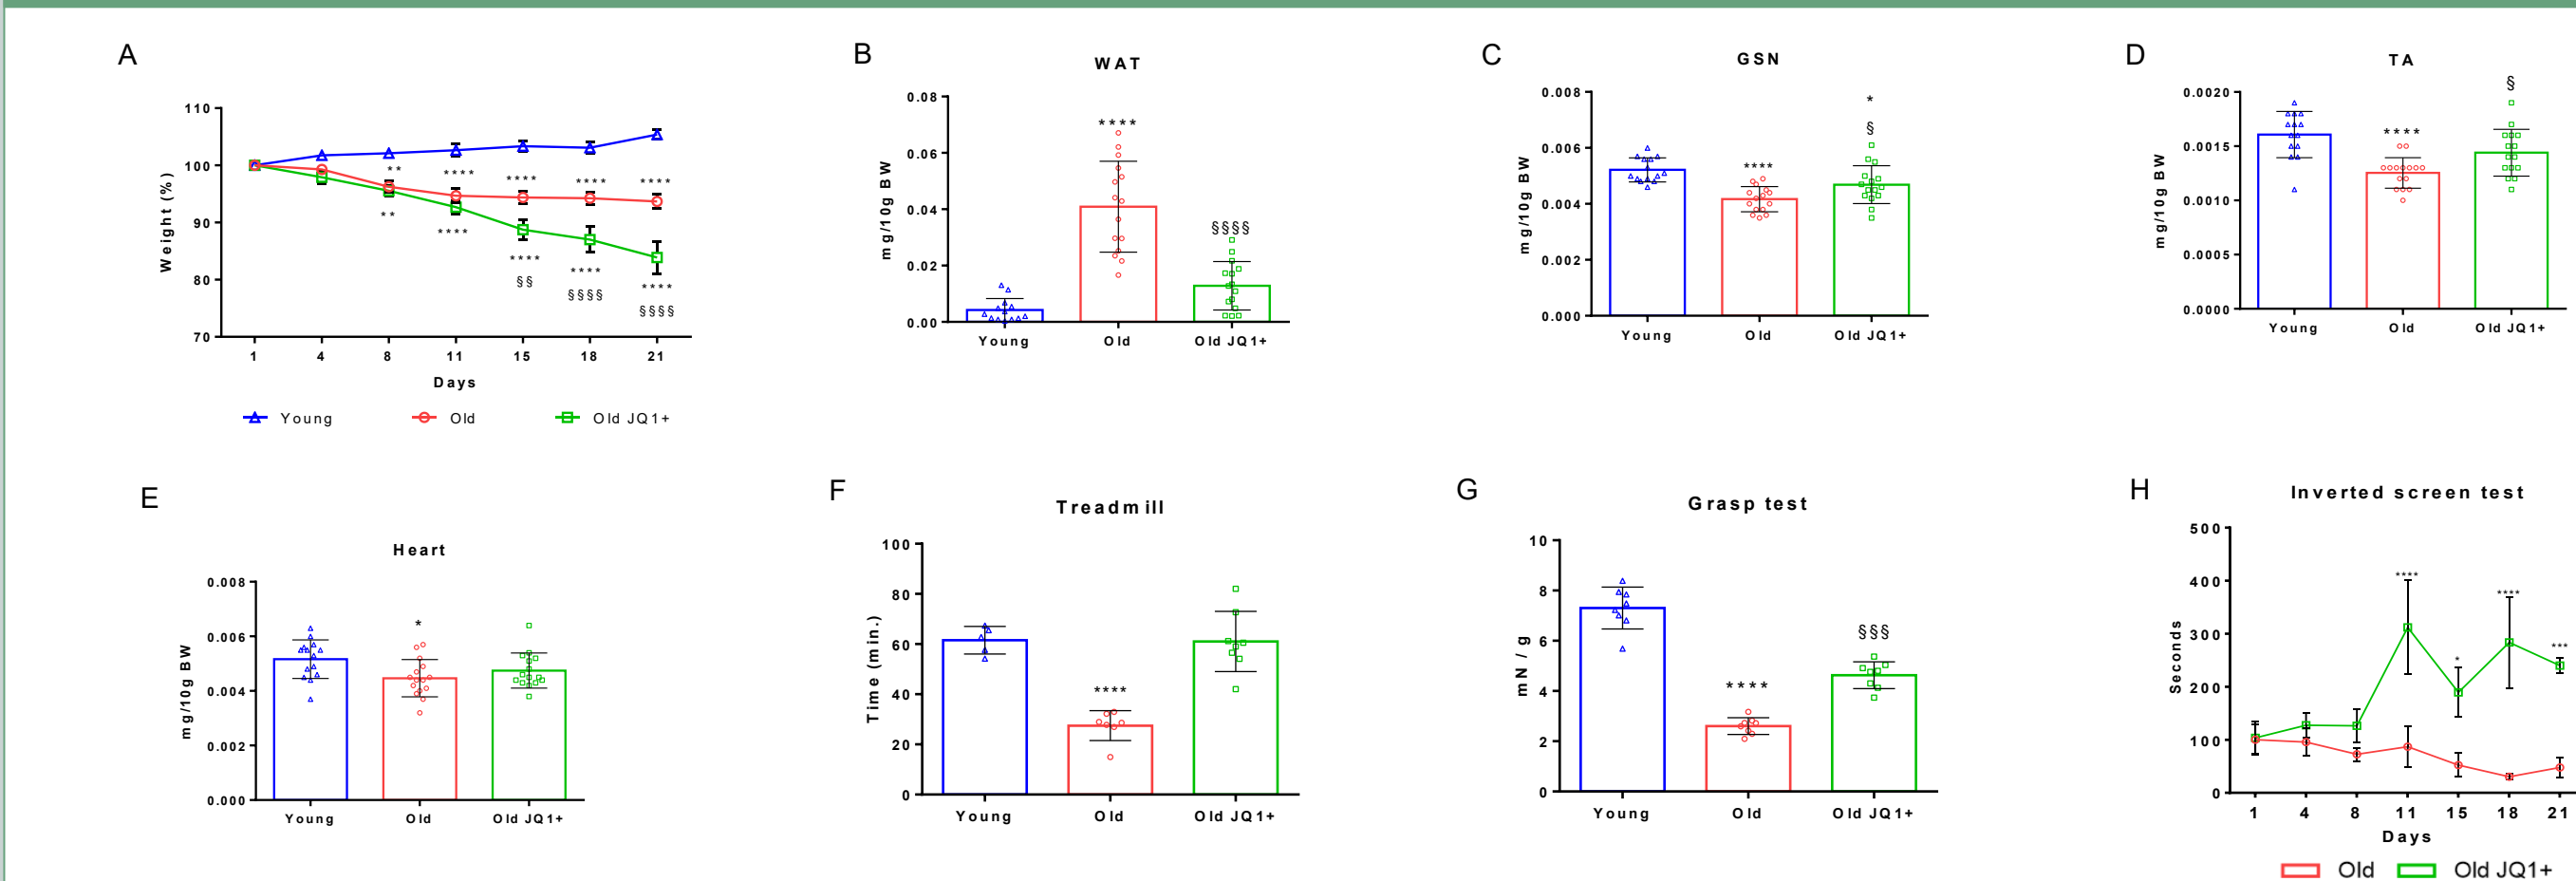 A
110
100
90
80
70
Weight (%)
**
****
****
****
****
**
****
****
§§
****
§§§§
****
§§§§
1 4 8 11 15 18 21
Days
Young Old Old JQ1+
B
WAT
0.08
0.06
0.04
0.02
0.00
mg/10g BW
****
§§§§
Young Old Old JQ1+
C
GSN
0.008
0.006
0.004
0.002
0.000
mg/10g BW
****
*
§
Young Old Old JQ1+
D
TA
0.0020
0.0015
0.0010
0.0005
0.0000
mg/10g BW
****
§
Young Old Old JQ1+
E
Heart
0.008
0.006
0.004
0.002
0.000
mg/10g BW
*
Young Old Old JQ1+
F
Treadmill
100
80
60
40
20
0
Time (min.)
****
Young Old Old JQ1+
G
Grasp test
10
8
6
4
2
0
mN / g
****
§§§
Young Old Old JQ1+
H
Inverted screen test
500
400
300
200
100
0
Seconds
****
*
****
***
1 4 8 11 15 18 21
Days
Old Old JQ1+